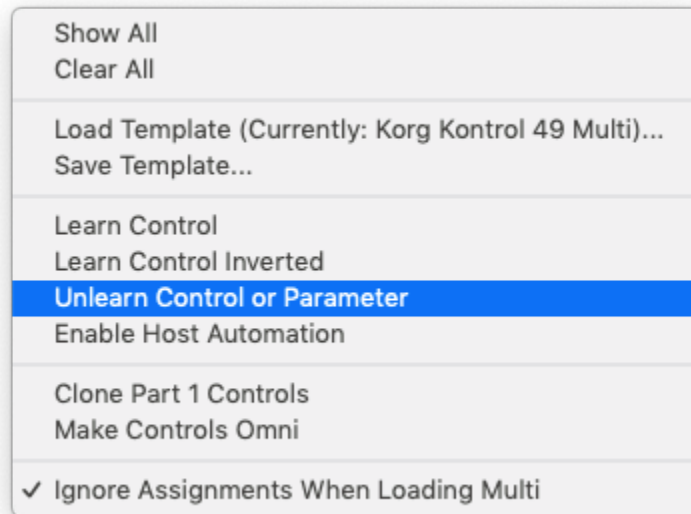 Show All
Clear All
Load Template (Currently: Korg Kontrol 49 Multi)...
Save Template...
Learn Control
Learn Control Inverted
Unlearn Control or Parameter
Enable Host Automation
Clone Part 1 Controls
Make Controls Omni
✓ Ignore Assignments When Loading Multi